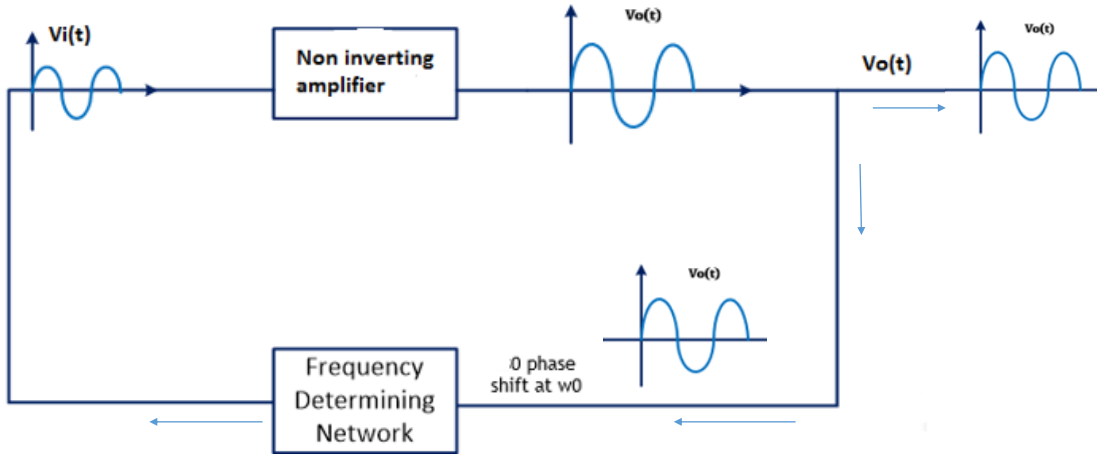 Vi(t)
Non inverting
amplifier
Vo(t)
Vo(t)
Vo(t)
Vo(t)
0 phase
shift at w0
Frequency
Determining
Network